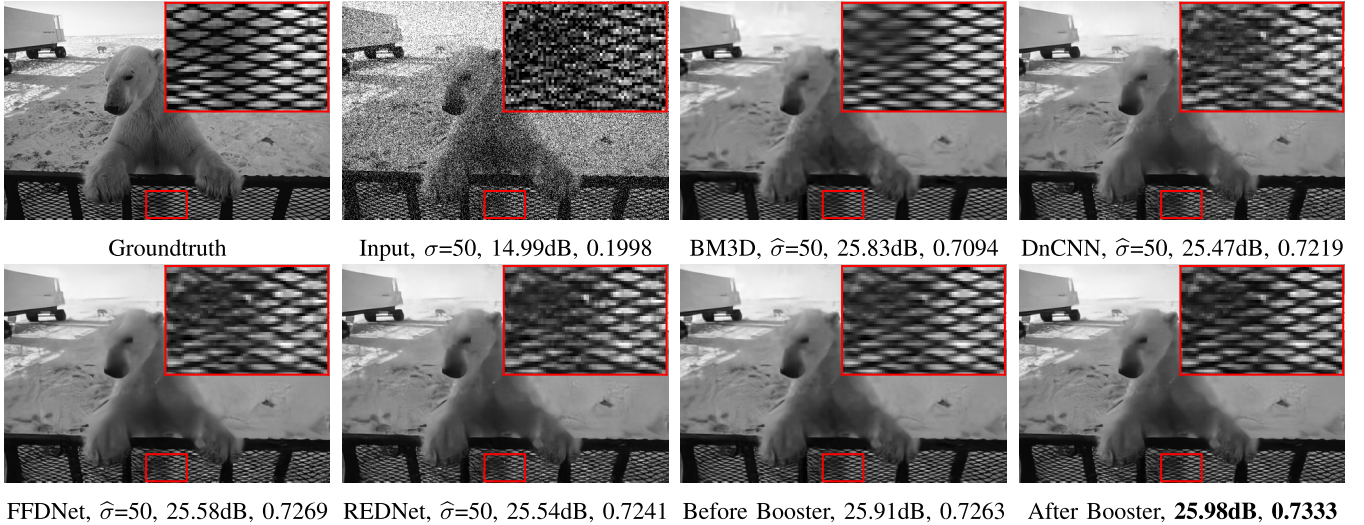 Groundtruth
Input, σ=50, 14.99dB, 0.1998
BM3D, σ̂=50, 25.83dB, 0.7094
DnCNN, σ̂=50, 25.47dB, 0.7219
FFDNet, σ̂=50, 25.58dB, 0.7269
REDNet, σ̂=50, 25.54dB, 0.7241
Before Booster, 25.91dB, 0.7263
After Booster, 25.98dB, 0.7333